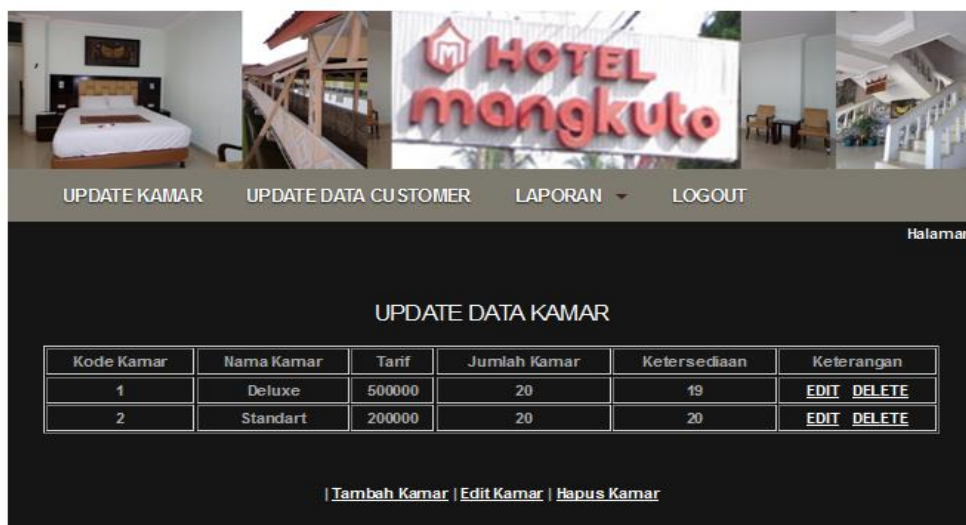 M HOTEL
mangkuto
UPDATE KAMAR UPDATE DATA CUSTOMER LAPORAN LOGOUT
Halaman
UPDATE DATA KAMAR
Kode Kamar Nama Kamar Tarif Jumlah Kamar Ketersediaan Keterangan
1 Deluxe 500000 20 19 EDIT DELETE
2 Standart 200000 20 20 EDIT DELETE
| Tambah Kamar | Edit Kamar | Hapus Kamar